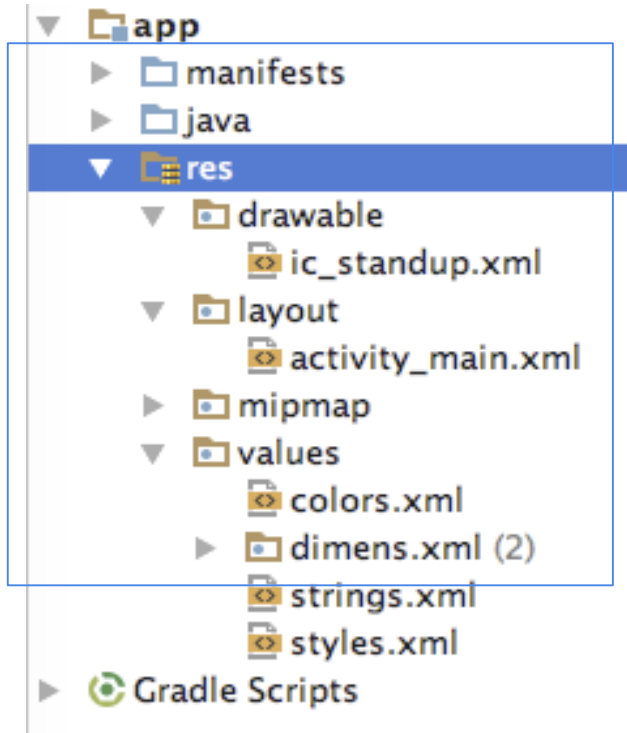 app
manifests
java
res
drawable
ic_standup.xml
layout
activity_main.xml
mipmap
values
colors.xml
dimens.xml (2)
strings.xml
styles.xml
Gradle Scripts